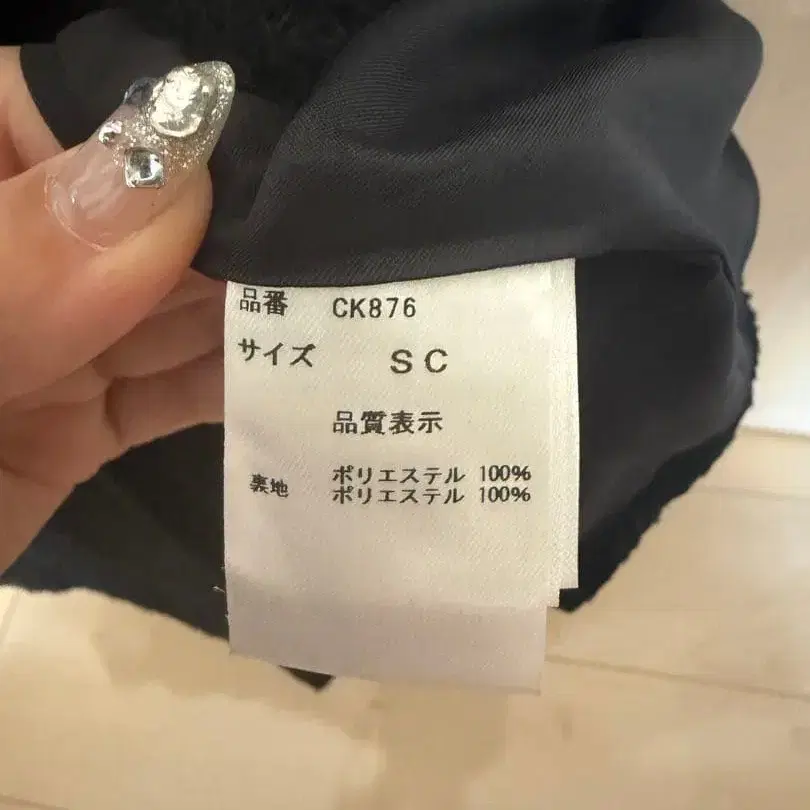 品番 CK876
サイズ SC
品質表示
ポリエステル 100%
裏地 ポリエステル 100%